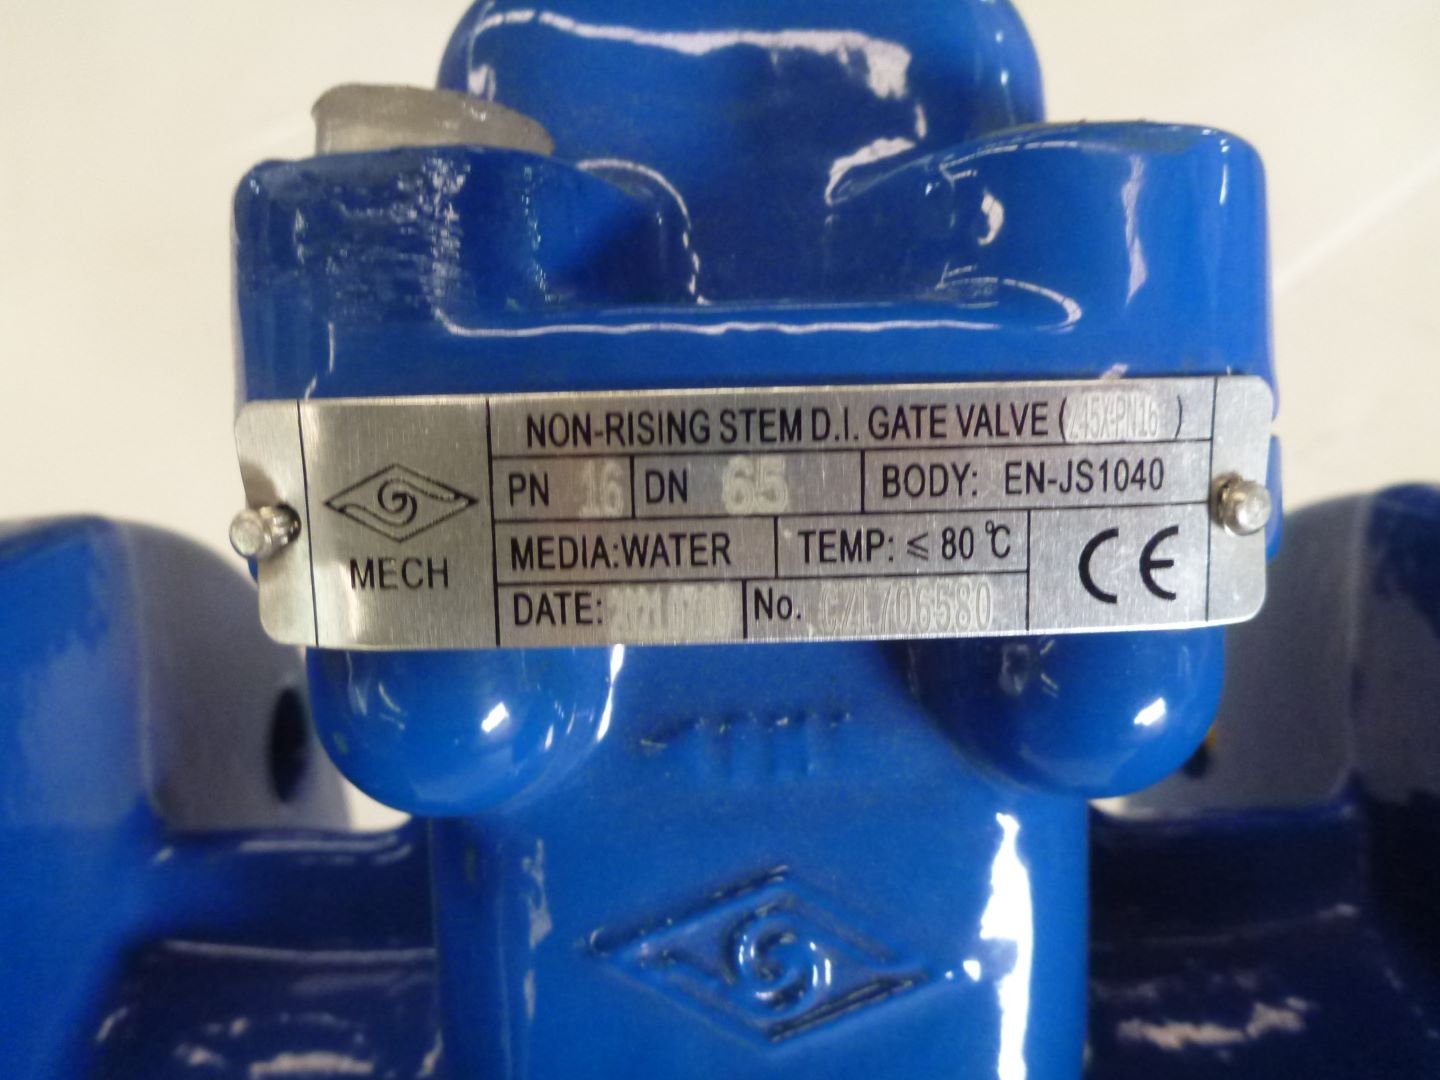 NON-RISING STEM D.I. GATE VALVE (Z45X-PN16)
PN 16 DN 65 BODY: EN-JS1040
MEDIA:WATER TEMP: ≤ 80 ℃
MECH
CE
DATE: No.